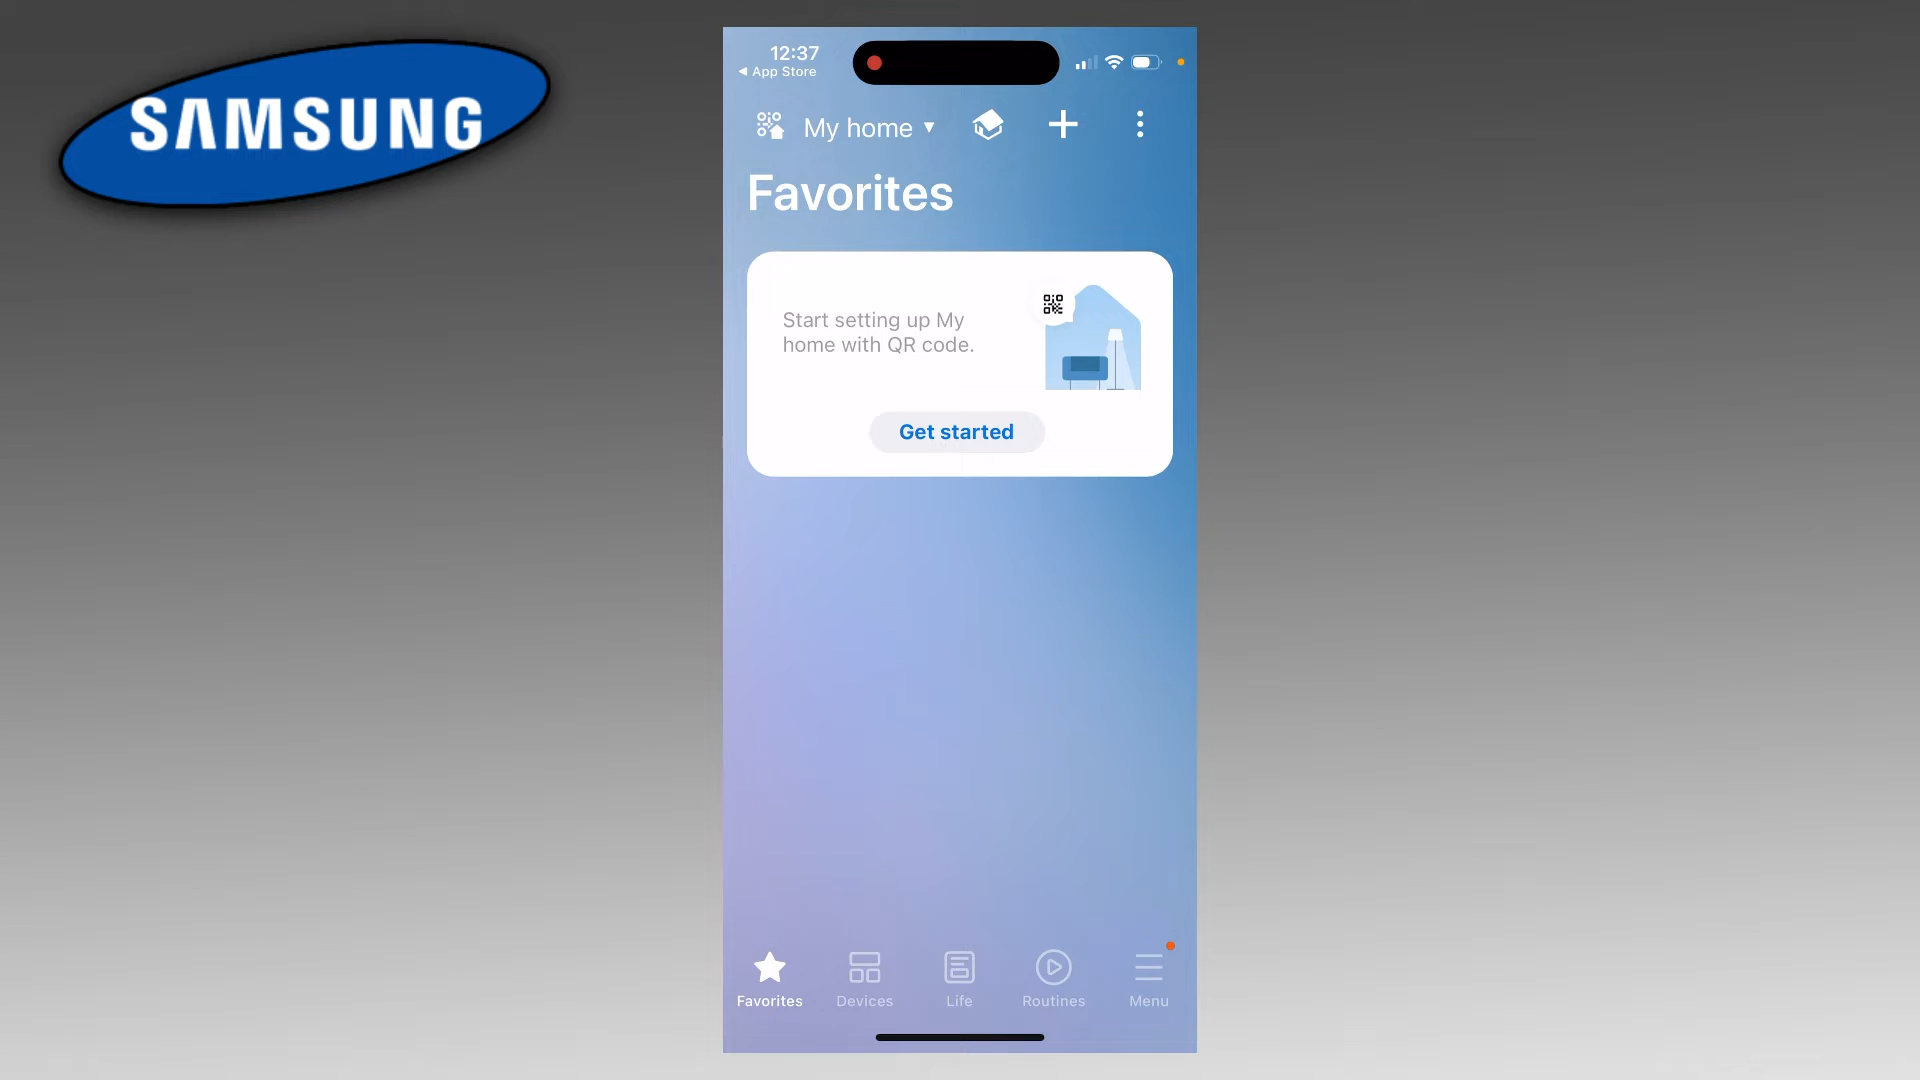 SAMSUNG
12:37
App Store
My home
Favorites
Start setting up My
home with QR code.
Get started
Favorites
Devices
Life
Routines
Menu